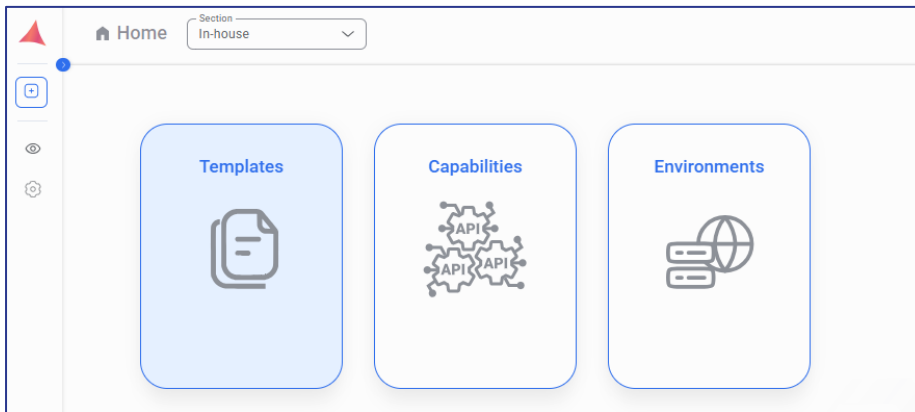 Section
Home
In-house
Templates
Capabilities
Environments
API
API
API